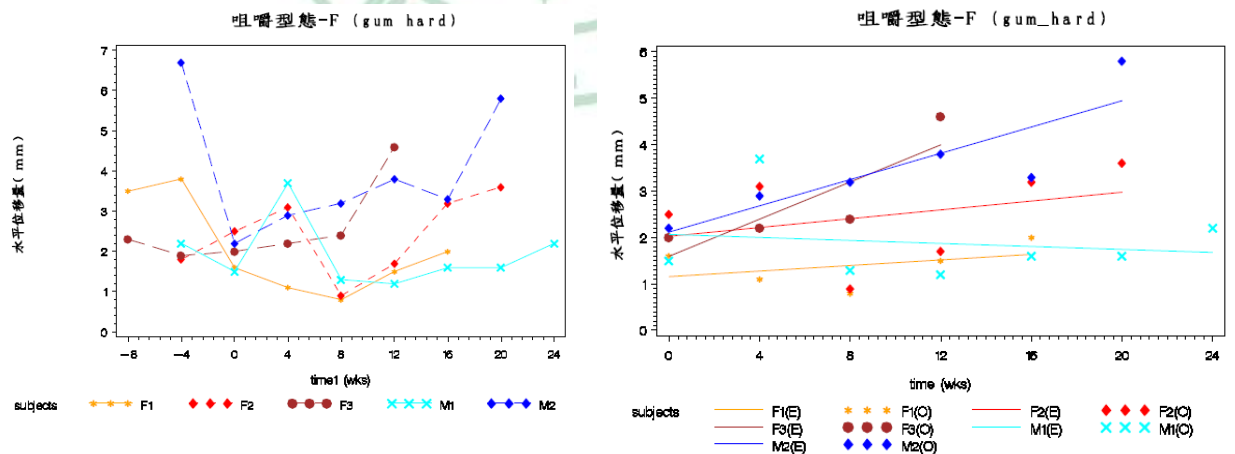 咀嚼型態-F (gum hard)
水平位移量( mm)
7
6
5
4
3
2
1
0
-8 -4 0 4 8 12 16 20 24
time1 (wks)
subjects F1 F2 F3 M1 M2
咀嚼型態-F (gum_hard)
水平位移量( mm)
6
5
4
3
2
1
0
0 4 8 12 16 20 24
time (wks)
subjects F1(E) F1(O) F2(E) F2(O)
F3(E) F3(O) M1(E) M1(O)
M2(E) M2(O)